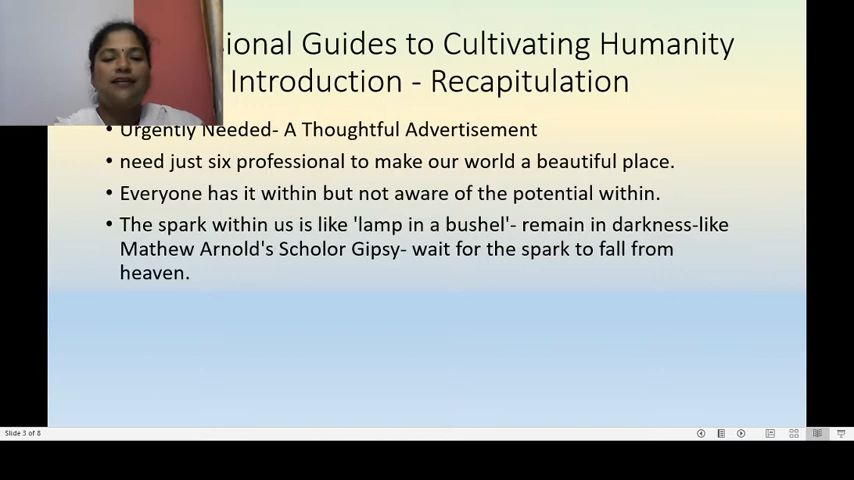 sional Guides to Cultivating Humanity
Introduction - Recapitulation
• Urgently Needed- A Thoughtful Advertisement
• need just six professional to make our world a beautiful place.
• Everyone has it within but not aware of the potential within.
• The spark within us is like 'lamp in a bushel'- remain in darkness-like
Mathew Arnold's Scholor Gipsy- wait for the spark to fall from
heaven.
Slide 3 of 8